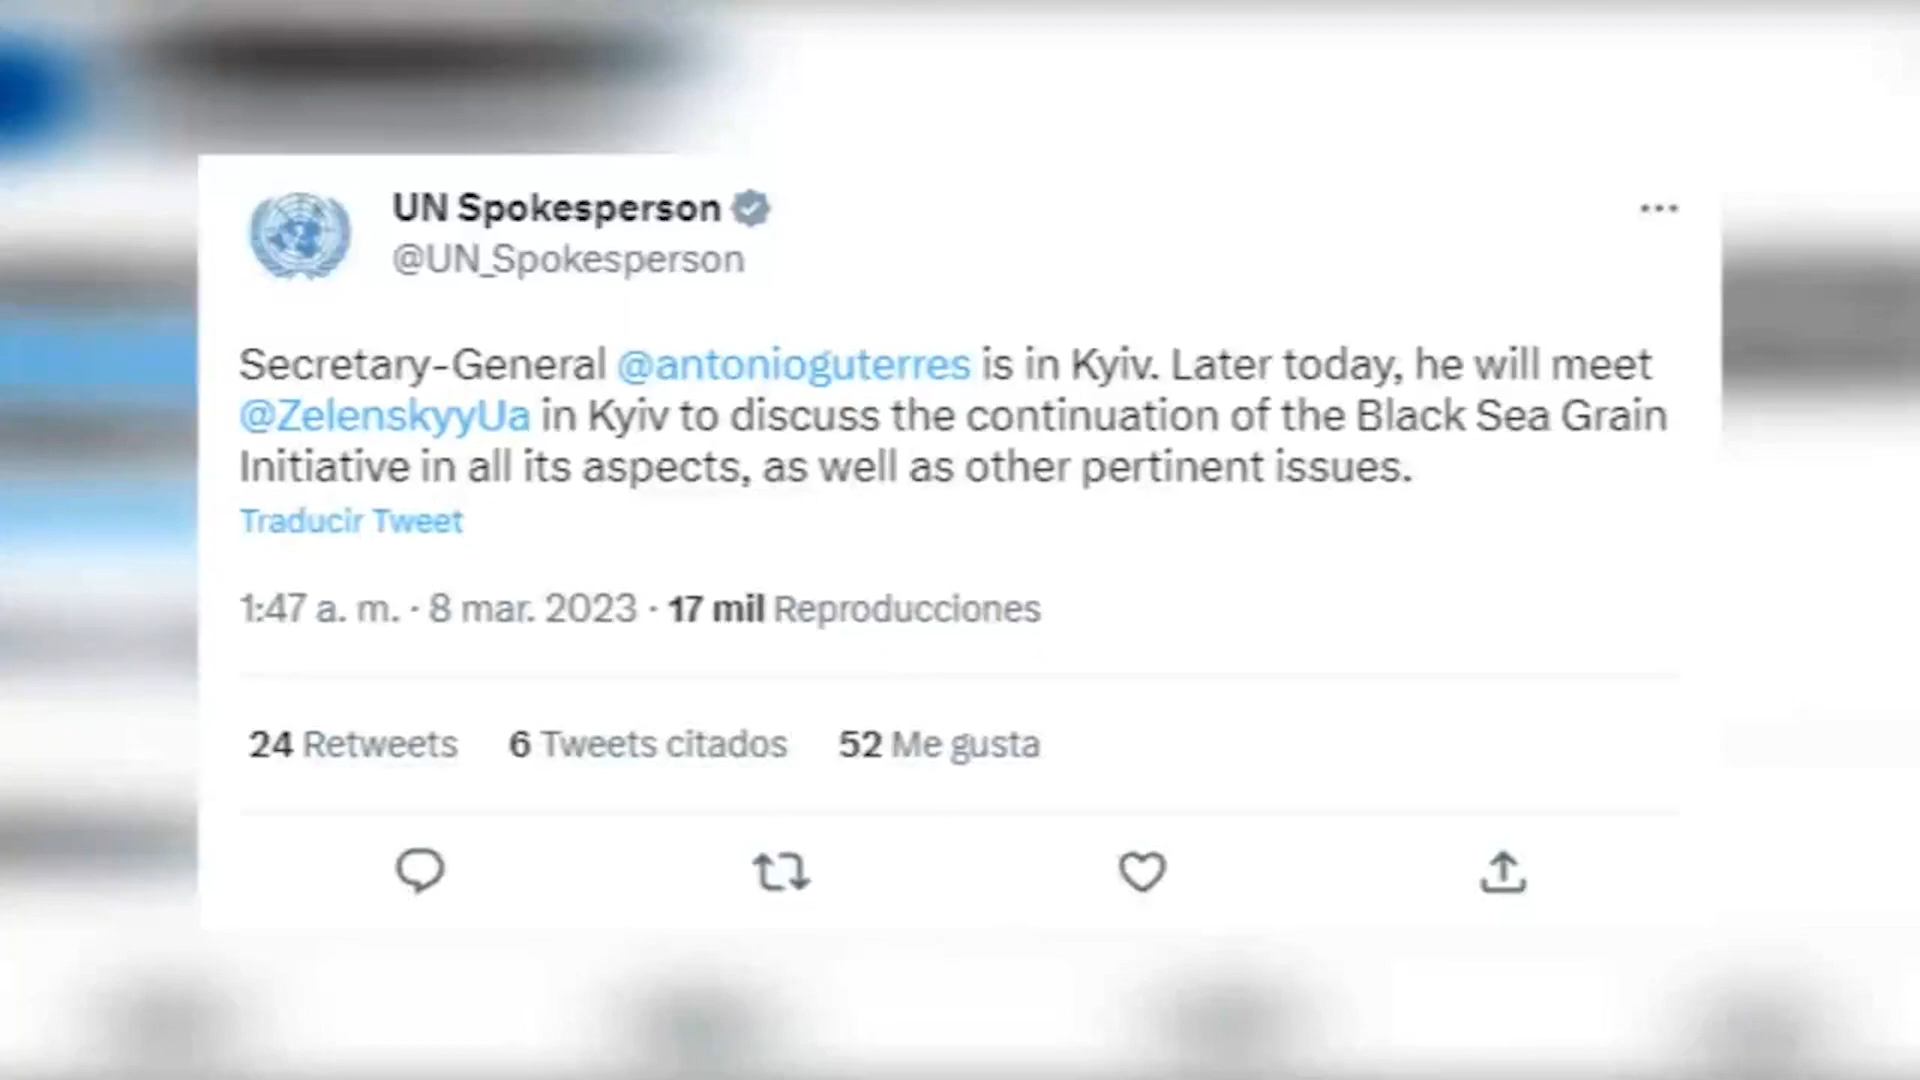 UN Spokesperson
@UN_Spokesperson
Secretary-General @antonioguterres is in Kyiv. Later today, he will meet
@ZelenskyyUa in Kyiv to discuss the continuation of the Black Sea Grain
Initiative in all its aspects, as well as other pertinent issues.
Traducir Tweet
1:47 a. m. · 8 mar. 2023 · 17 mil Reproducciones
24 Retweets 6 Tweets citados 52 Me gusta